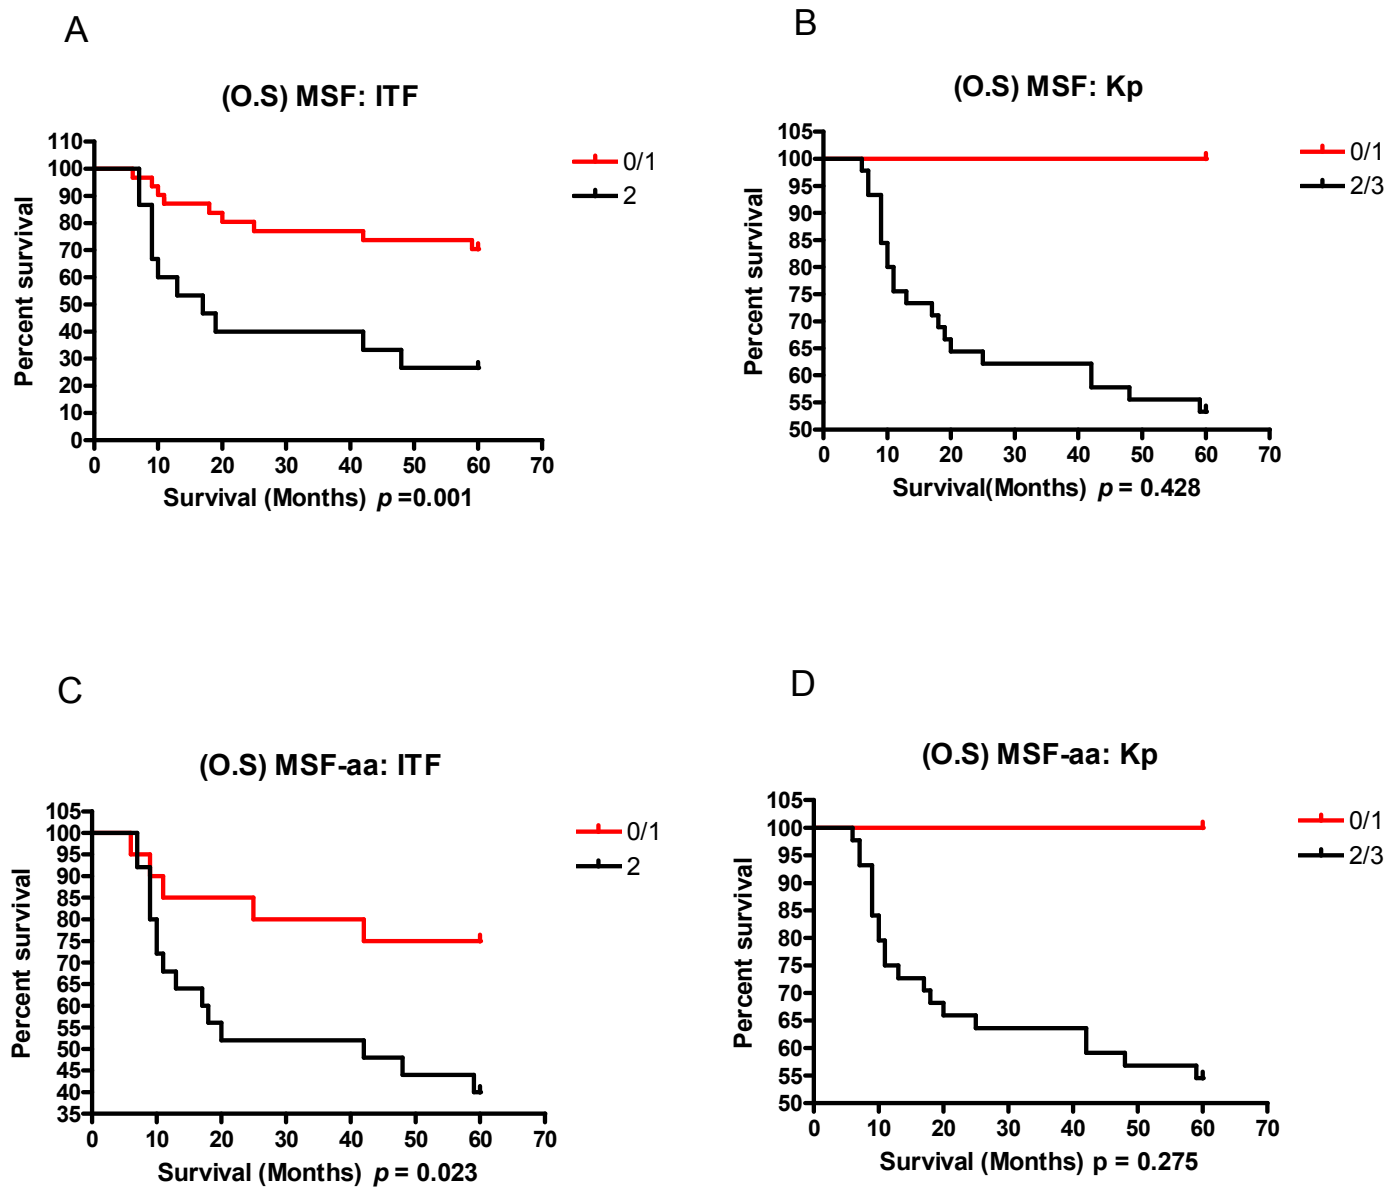 A
(O.S) MSF: ITF
110
100
90
80
70
60
50
40
30
20
10
0
Percent survival
0 10 20 30 40 50 60 70
Survival (Months) p =0.001
0/1
2
B
(O.S) MSF: Kp
105
100
95
90
85
80
75
70
65
60
55
50
Percent survival
0 10 20 30 40 50 60 70
Survival(Months) p = 0.428
0/1
2/3
C
(O.S) MSF-aa: ITF
105
100
95
90
85
80
75
70
65
60
55
50
45
40
35
Percent survival
0 10 20 30 40 50 60 70
Survival (Months) p = 0.023
0/1
2
D
(O.S) MSF-aa: Kp
105
100
95
90
85
80
75
70
65
60
55
50
Percent survival
0 10 20 30 40 50 60 70
Survival (Months) p = 0.275
0/1
2/3